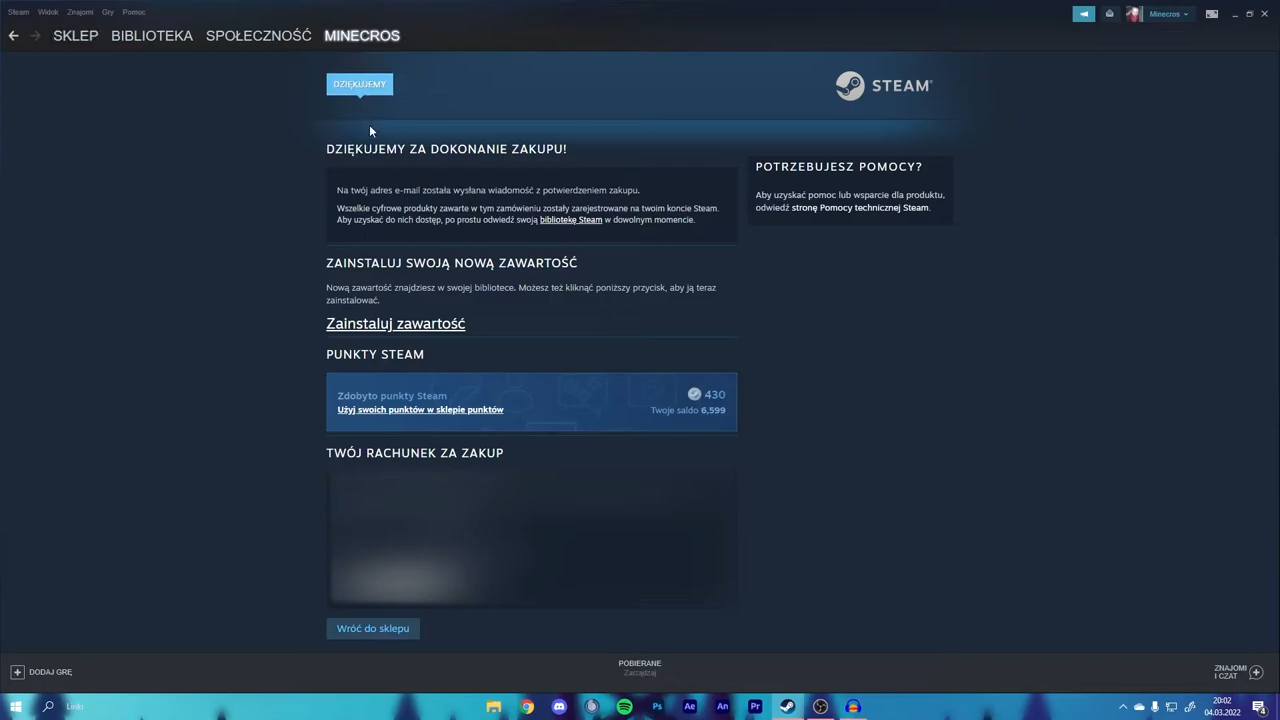 Steam Widok Znajomi Gry Pomoc
Minecros
SKLEP BIBLIOTEKA SPOŁECZNOŚĆ MINECROS
DZIĘKUJEMY
STEAM®
DZIĘKUJEMY ZA DOKONANIE ZAKUPU!
Na twój adres e-mail została wysłana wiadomość z potwierdzeniem zakupu.
Wszelkie cyfrowe produkty zawarte w tym zamówieniu zostały zarejestrowane na twoim koncie Steam.
Aby uzyskać do nich dostęp, po prostu odwiedź swoją bibliotekę Steam w dowolnym momencie.
POTRZEBUJESZ POMOCY?
Aby uzyskać pomoc lub wsparcie dla produktu,
odwiedź stronę Pomocy technicznej Steam.
ZAINSTALUJ SWOJĄ NOWĄ ZAWARTOŚĆ
Nową zawartość znajdziesz w swojej bibliotece. Możesz też kliknąć poniższy przycisk, aby ją teraz
zainstalować.
Zainstaluj zawartość
PUNKTY STEAM
Zdobyto punkty Steam 430
Użyj swoich punktów w sklepie punktów Twoje saldo 6,599
TWÓJ RACHUNEK ZA ZAKUP
Wróć do sklepu
DODAJ GRĘ
POBIERANE
Zarządzaj
ZNAJOMI
I CZAT
Linki
Ps Ae An Pr
20:02
04.03.2022